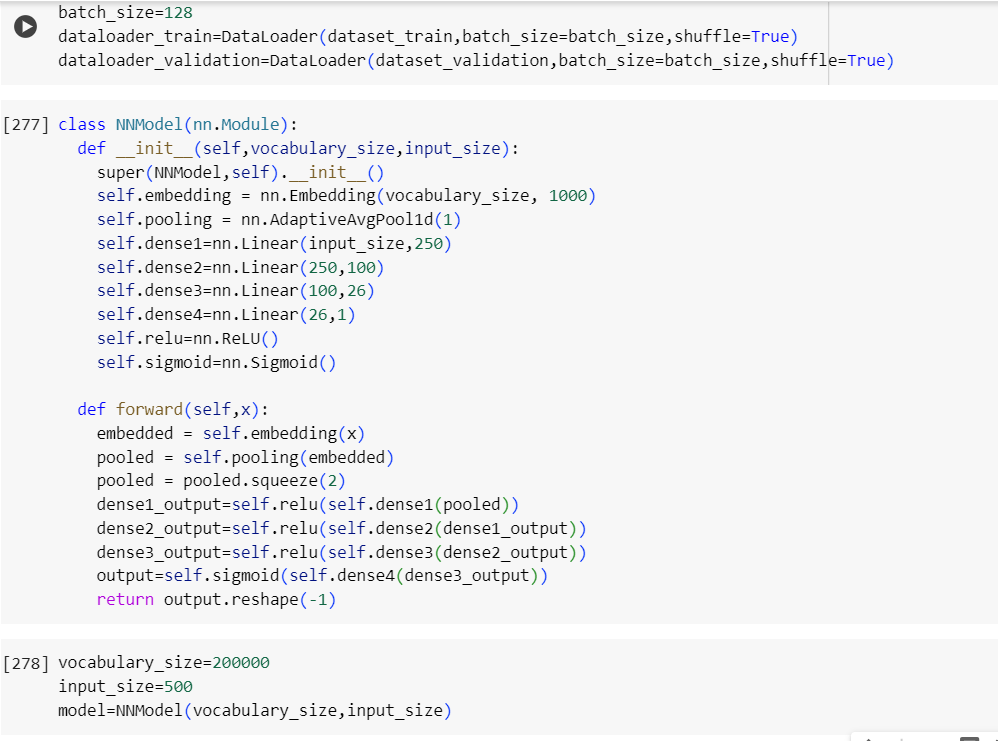 batch_size=128
dataloader_train=DataLoader(dataset_train,batch_size=batch_size,shuffle=True)
dataloader_validation=DataLoader(dataset_validation,batch_size=batch_size,shuffle=True)
[277] class NNModel(nn.Module):
def __init__(self,vocabulary_size,input_size):
super(NNModel,self).__init__()
self.embedding = nn.Embedding(vocabulary_size, 1000)
self.pooling = nn.AdaptiveAvgPool1d(1)
self.dense1=nn.Linear(input_size,250)
self.dense2=nn.Linear(250,100)
self.dense3=nn.Linear(100,26)
self.dense4=nn.Linear(26,1)
self.relu=nn.ReLU()
self.sigmoid=nn.Sigmoid()
def forward(self,x):
embedded = self.embedding(x)
pooled = self.pooling(embedded)
pooled = pooled.squeeze(2)
dense1_output=self.relu(self.dense1(pooled))
dense2_output=self.relu(self.dense2(dense1_output))
dense3_output=self.relu(self.dense3(dense2_output))
output=self.sigmoid(self.dense4(dense3_output))
return output.reshape(-1)
[278] vocabulary_size=200000
input_size=500
model=NNModel(vocabulary_size,input_size)